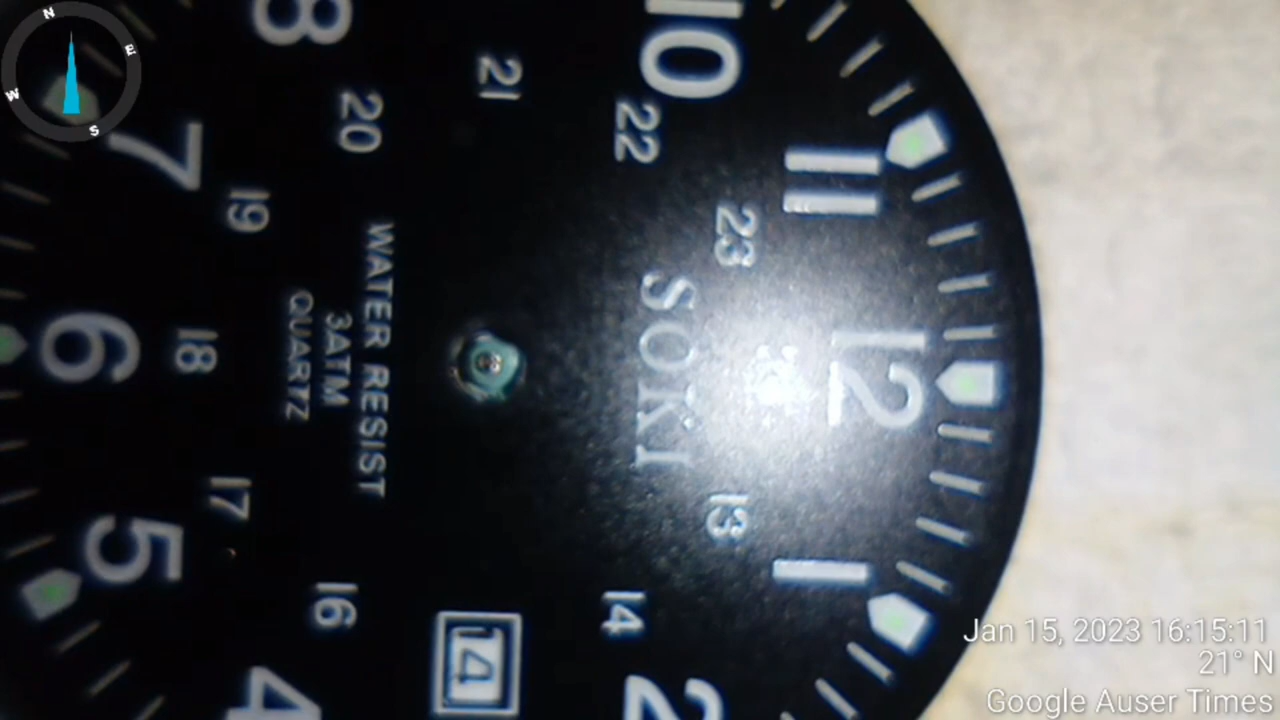 N
E
S
W
8
7
6
5
4
10
11
12
1
2
20
21
22
23
13
14
16
17
18
19
SOKI
WATER RESIST
3ATM
QUARTZ
14
Jan 15, 2023 16:15:11
21° N
Google Auser Times